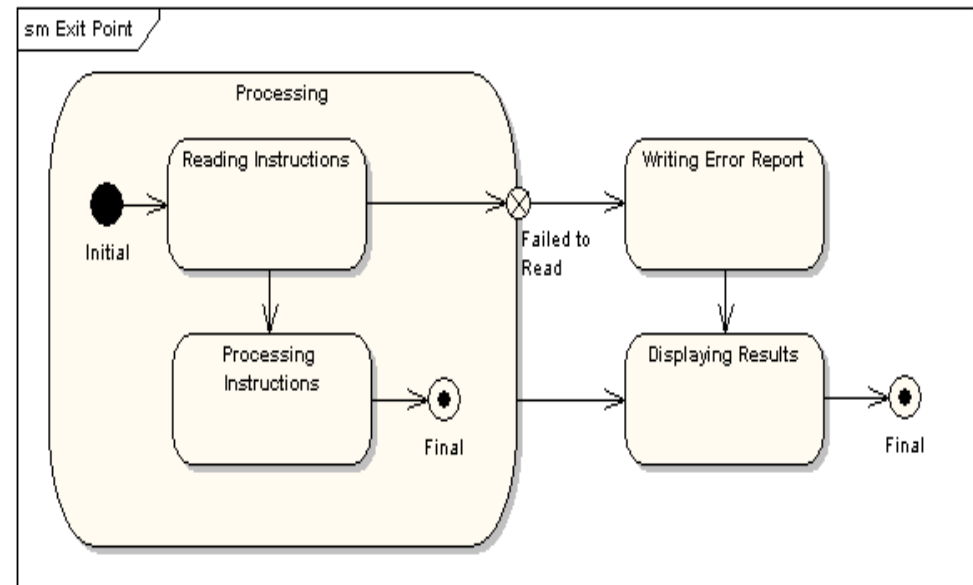 sm Exit Point
Processing
Reading Instructions
Writing Error Report
Initial
Failed to
Read
Processing
Instructions
Displaying Results
Final
Final